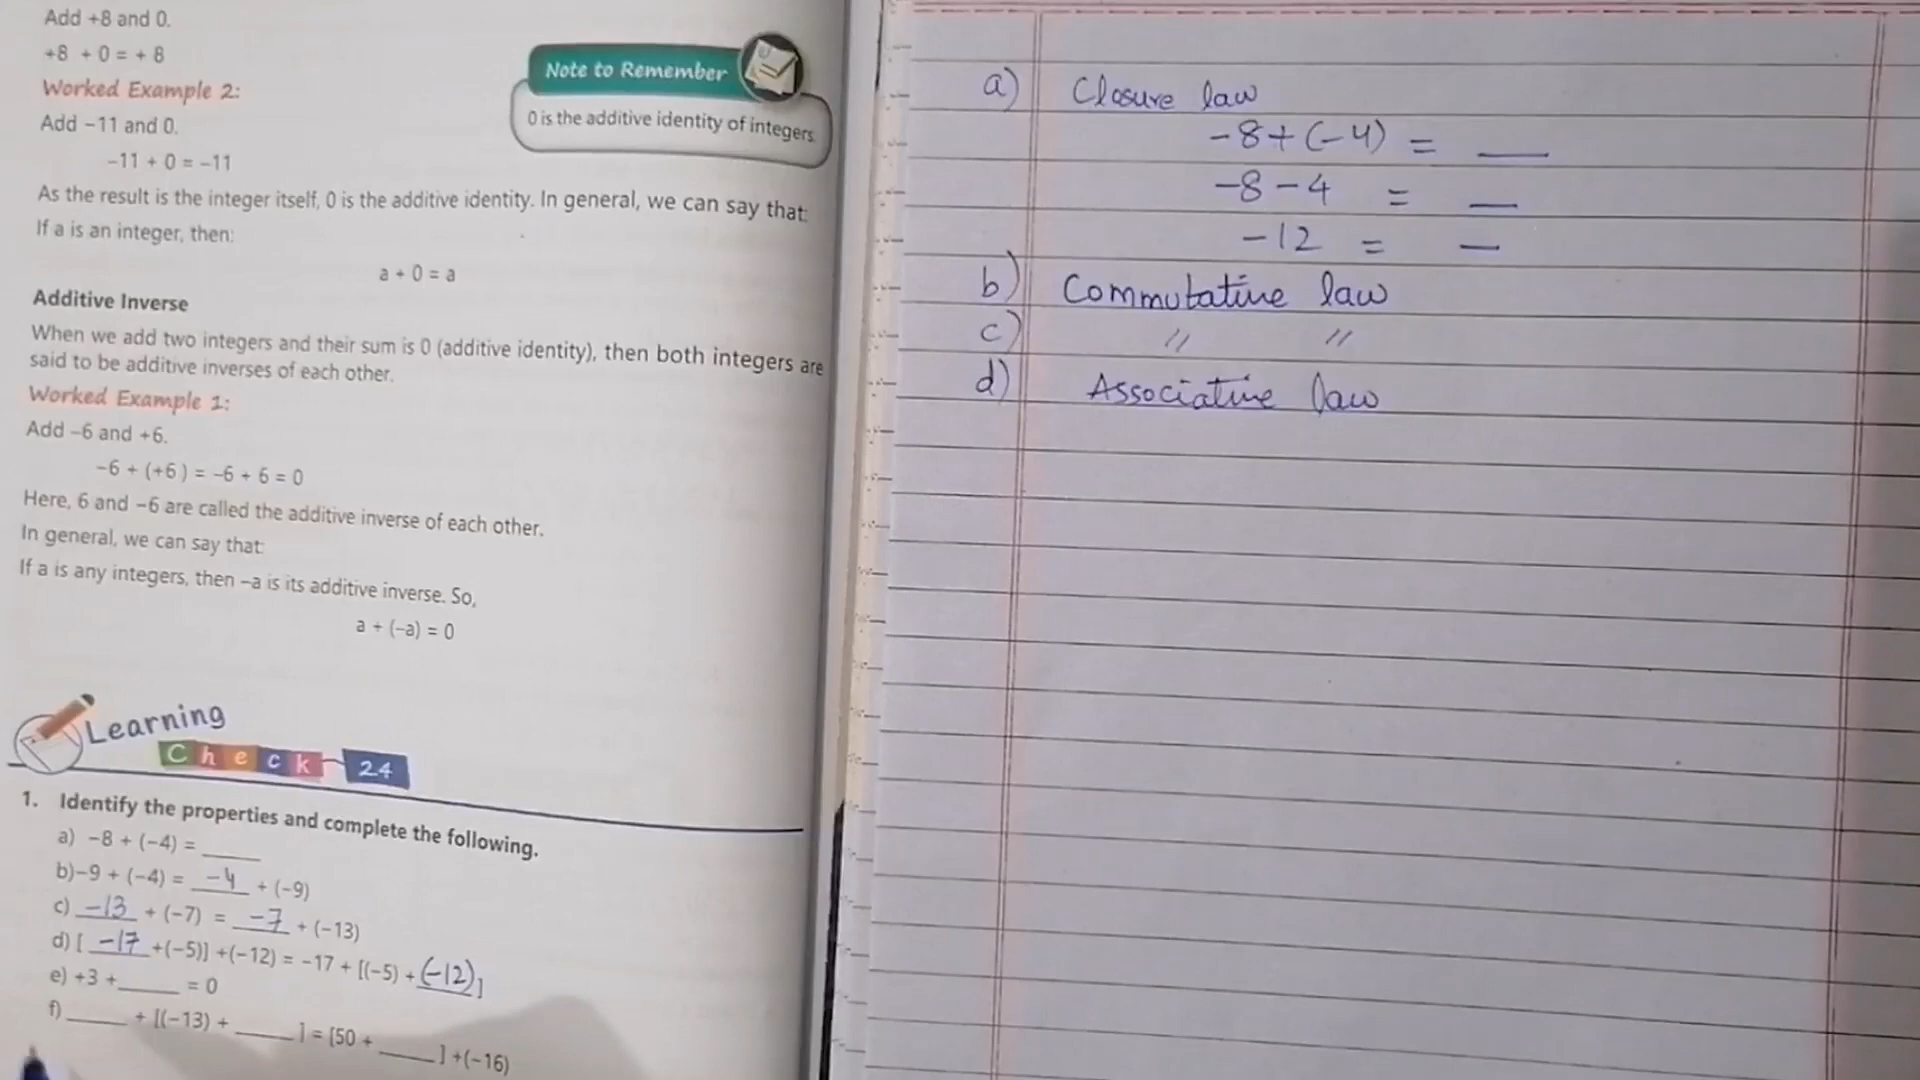 Add +8 and 0.
+8 + 0 = + 8
Worked Example 2:
Add −11 and 0.
−11 + 0 = −11
Note to Remember
0 is the additive identity of integers.
As the result is the integer itself, 0 is the additive identity. In general, we can say that:
If a is an integer, then:
a + 0 = a
Additive Inverse
When we add two integers and their sum is 0 (additive identity), then both integers are
said to be additive inverses of each other.
Worked Example 1:
Add −6 and +6.
−6 + (+6) = −6 + 6 = 0
Here, 6 and −6 are called the additive inverse of each other.
In general, we can say that:
If a is any integers, then −a is its additive inverse. So,
a + (−a) = 0
Learning
Check 24
1. Identify the properties and complete the following.
a) −8 + (−4) = ____
b) −9 + (−4) = −4 + (−9)
c) −13 + (−7) = −7 + (−13)
d) [ −17 +(−5)] +(−12) = −17 + [(−5) + (−12)]
e) +3 + ____ = 0
f) ____ + [(−13) + ____ ] = [50 + ____ ] +(−16)
a) Closure law
−8+(−4) = __
−8−4 = __
−12 = __
b) Commutative law
c) " "
d) Associative law